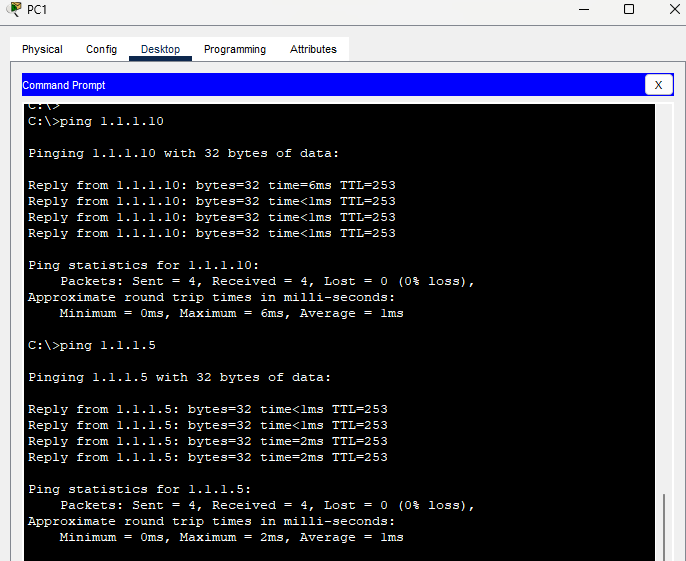 PC1
Physical Config Desktop Programming Attributes
Command Prompt X
C:\>
C:\>ping 1.1.1.10
Pinging 1.1.1.10 with 32 bytes of data:
Reply from 1.1.1.10: bytes=32 time=6ms TTL=253
Reply from 1.1.1.10: bytes=32 time<1ms TTL=253
Reply from 1.1.1.10: bytes=32 time<1ms TTL=253
Reply from 1.1.1.10: bytes=32 time<1ms TTL=253
Ping statistics for 1.1.1.10:
Packets: Sent = 4, Received = 4, Lost = 0 (0% loss),
Approximate round trip times in milli-seconds:
Minimum = 0ms, Maximum = 6ms, Average = 1ms
C:\>ping 1.1.1.5
Pinging 1.1.1.5 with 32 bytes of data:
Reply from 1.1.1.5: bytes=32 time<1ms TTL=253
Reply from 1.1.1.5: bytes=32 time<1ms TTL=253
Reply from 1.1.1.5: bytes=32 time=2ms TTL=253
Reply from 1.1.1.5: bytes=32 time=2ms TTL=253
Ping statistics for 1.1.1.5:
Packets: Sent = 4, Received = 4, Lost = 0 (0% loss),
Approximate round trip times in milli-seconds:
Minimum = 0ms, Maximum = 2ms, Average = 1ms